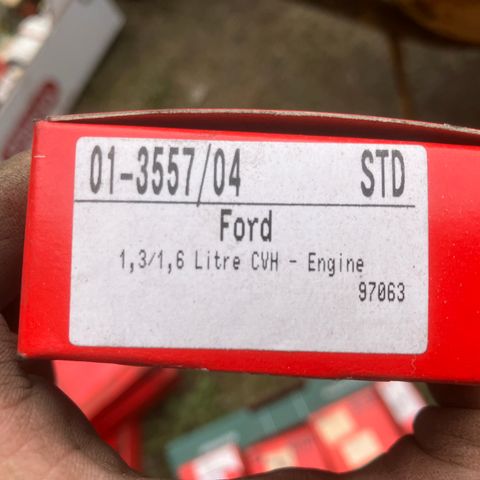 01-3557/04 STD
Ford
1,3/1,6 Litre CVH - Engine
97063